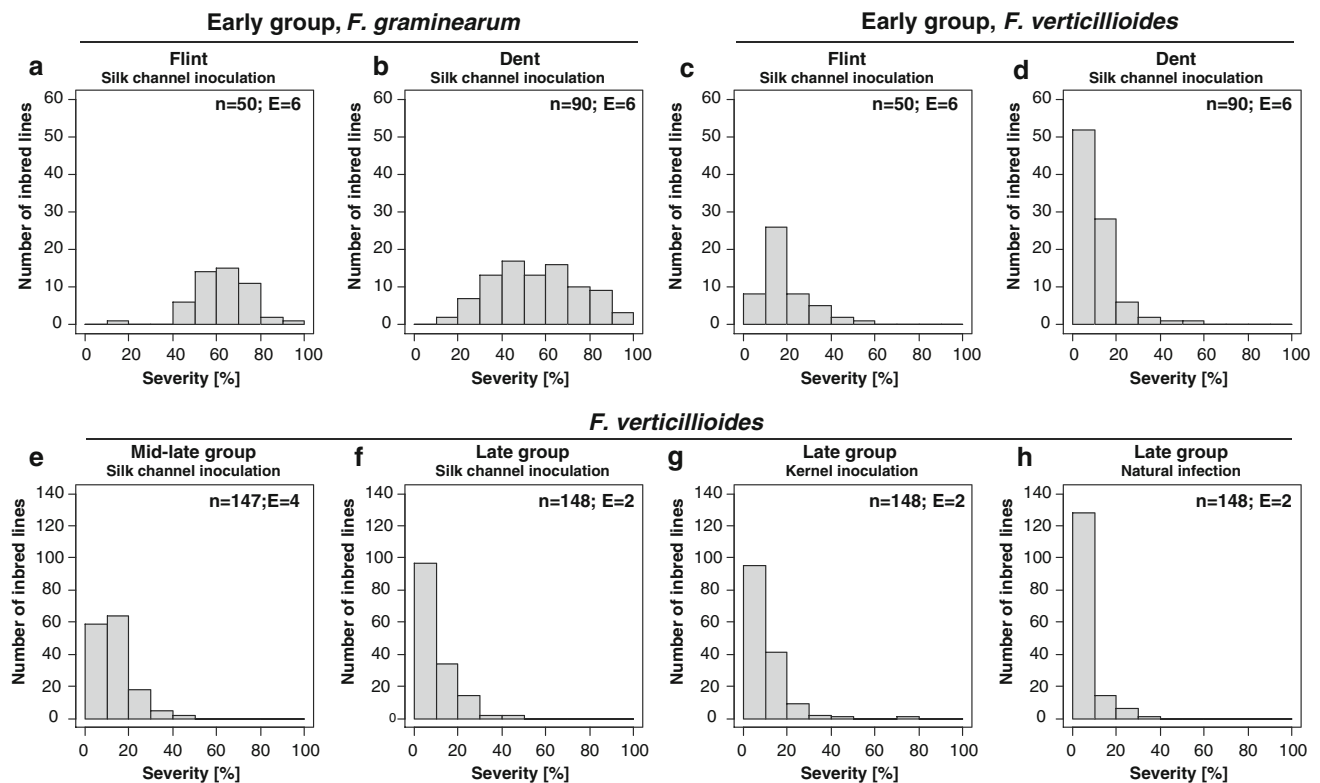 Early group, F. graminearum
Early group, F. verticillioides
a
Flint
Silk channel inoculation
n=50; E=6
60
50
40
30
20
10
0
Number of inbred lines
0 20 40 60 80 100
Severity [%]
b
Dent
Silk channel inoculation
n=90; E=6
60
50
40
30
20
10
0
Number of inbred lines
0 20 40 60 80 100
Severity [%]
c
Flint
Silk channel inoculation
n=50; E=6
60
50
40
30
20
10
0
Number of inbred lines
0 20 40 60 80 100
Severity [%]
d
Dent
Silk channel inoculation
n=90; E=6
60
50
40
30
20
10
0
Number of inbred lines
0 20 40 60 80 100
Severity [%]
F. verticillioides
e
Mid-late group
Silk channel inoculation
n=147;E=4
140
120
100
80
60
40
20
0
Number of inbred lines
0 20 40 60 80 100
Severity [%]
f
Late group
Silk channel inoculation
n=148; E=2
140
120
100
80
60
40
20
0
Number of inbred lines
0 20 40 60 80 100
Severity [%]
g
Late group
Kernel inoculation
n=148; E=2
140
120
100
80
60
40
20
0
Number of inbred lines
0 20 40 60 80 100
Severity [%]
h
Late group
Natural infection
n=148; E=2
140
120
100
80
60
40
20
0
Number of inbred lines
0 20 40 60 80 100
Severity [%]